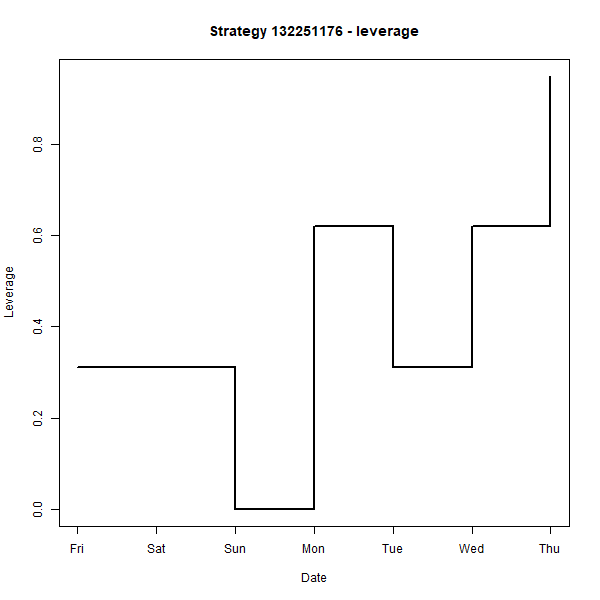 Strategy 132251176 - leverage
Leverage
0.8
0.6
0.4
0.2
0.0
Fri Sat Sun Mon Tue Wed Thu
Date